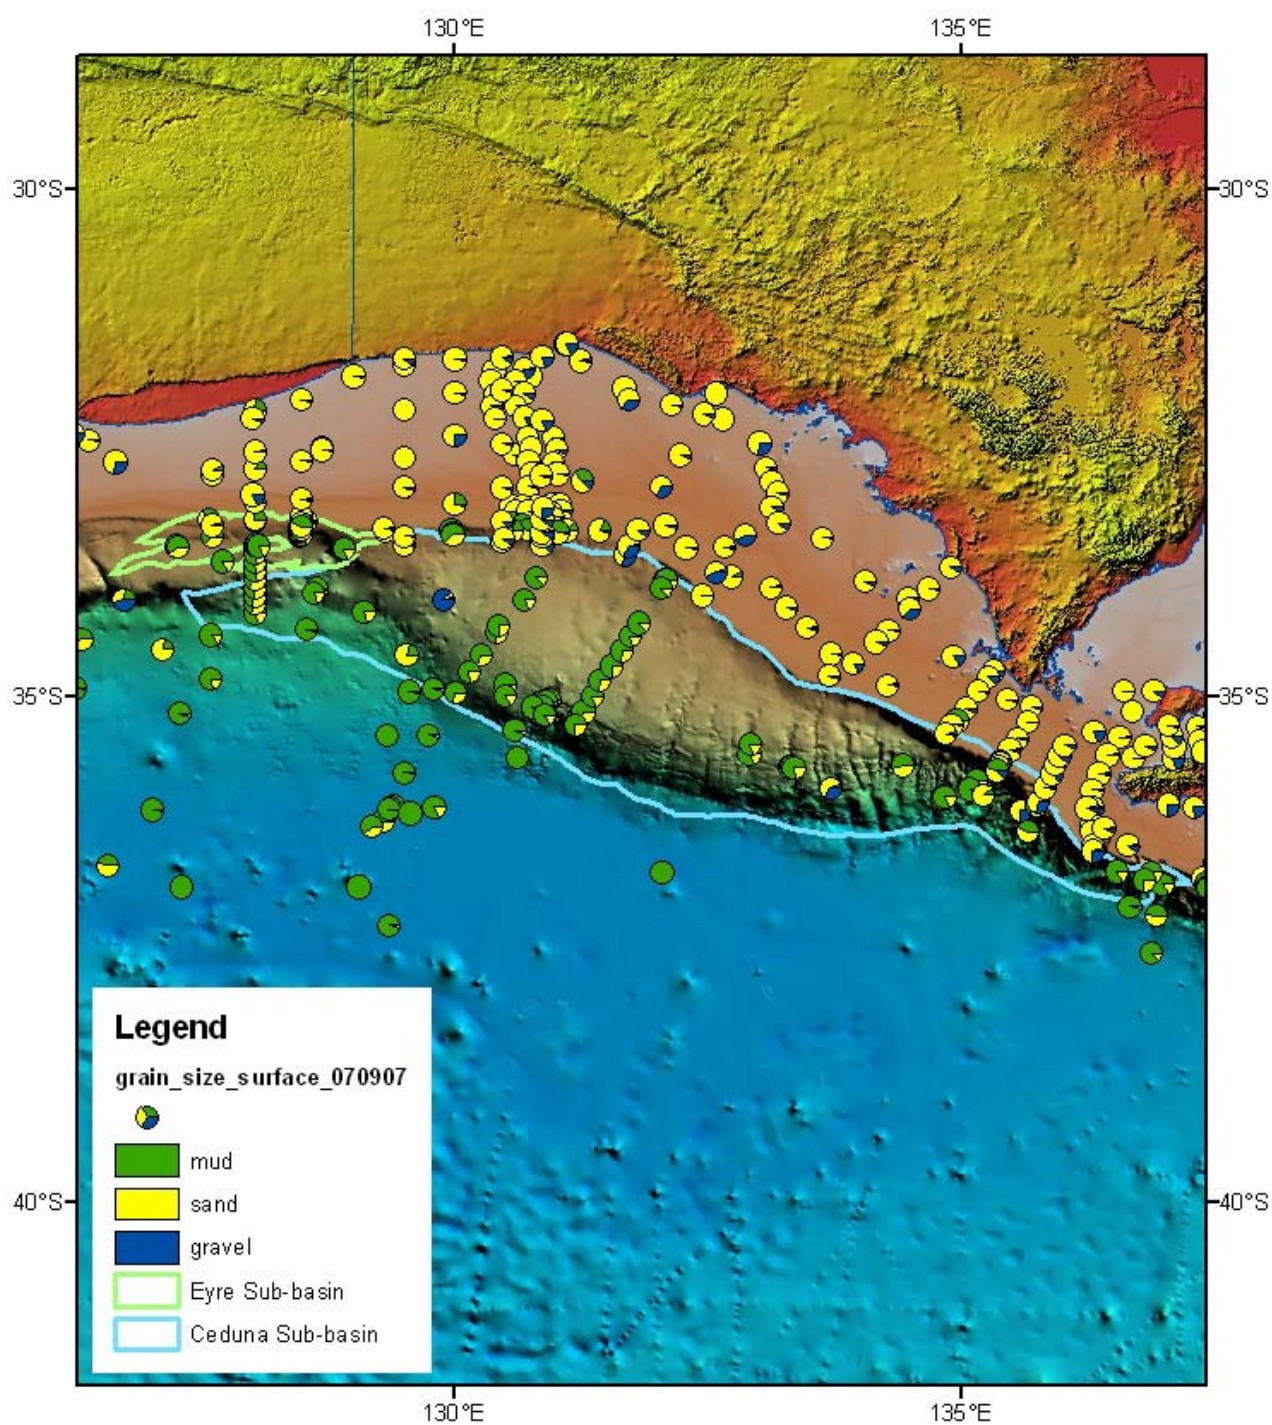 130°E 135°E
30°S 30°S
35°S 35°S
Legend
grain_size_surface_070907
mud
sand
40°S 40°S
gravel
Eyre Sub-basin
Ceduna Sub-basin
130°E 135°E